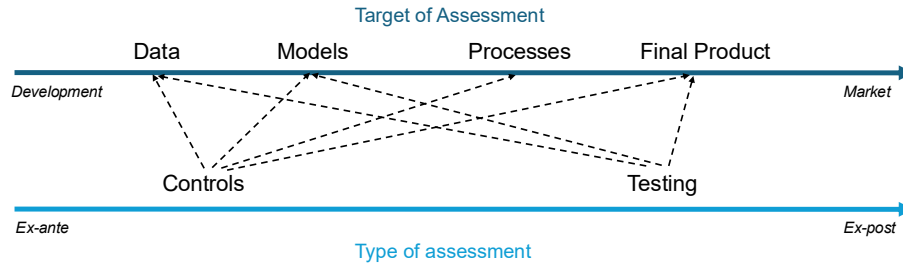 Target of Assessment
Data Models Processes Final Product
Development Market
Controls Testing
Ex-ante Ex-post
Type of assessment